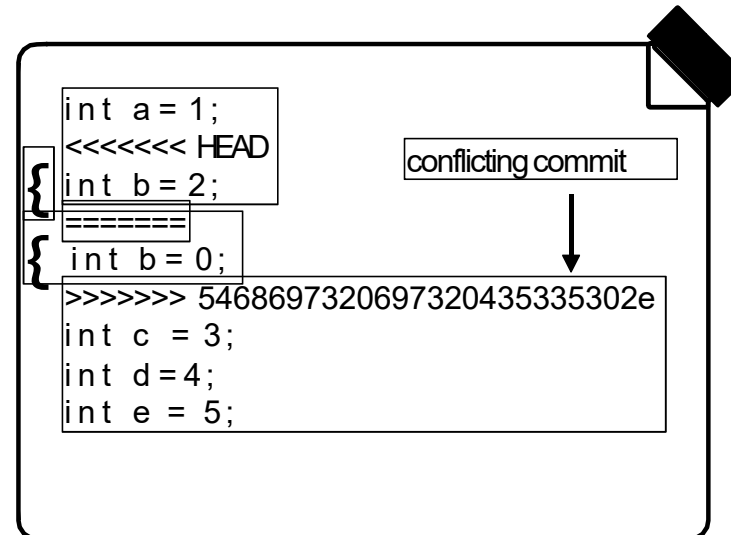 int a = 1;
<<<<<<< HEAD
conflicting commit
{ int b = 2;
=======
{ int b = 0;
>>>>>>> 5468697320697320435335302e
int c = 3;
int d = 4;
int e = 5;